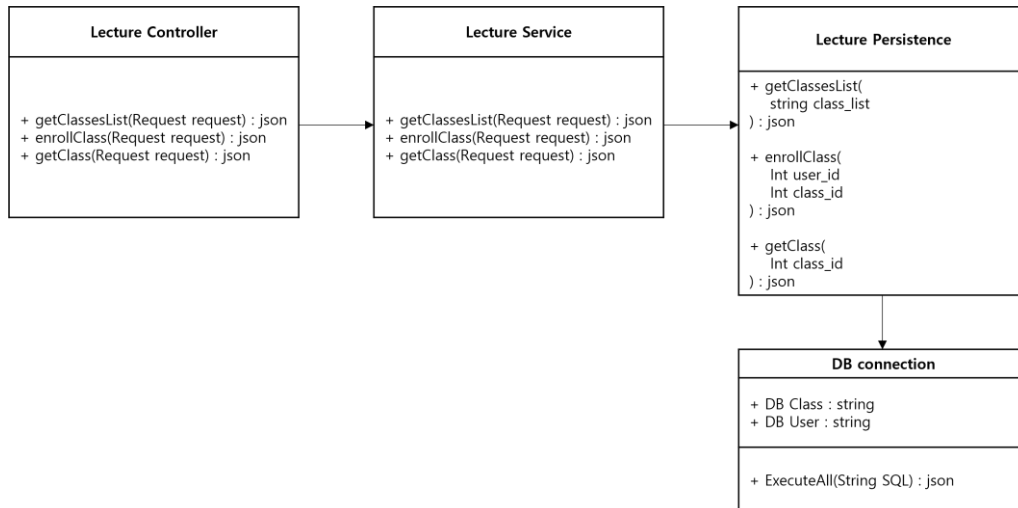 Lecture Controller
+ getClassesList(Request request) : json
+ enrollClass(Request request) : json
+ getClass(Request request) : json
Lecture Service
+ getClassesList(Request request) : json
+ enrollClass(Request request) : json
+ getClass(Request request) : json
Lecture Persistence
+ getClassesList(
string class_list
) : json
+ enrollClass(
Int user_id
Int class_id
) : json
+ getClass(
Int class_id
) : json
DB connection
+ DB Class : string
+ DB User : string
+ ExecuteAll(String SQL) : json